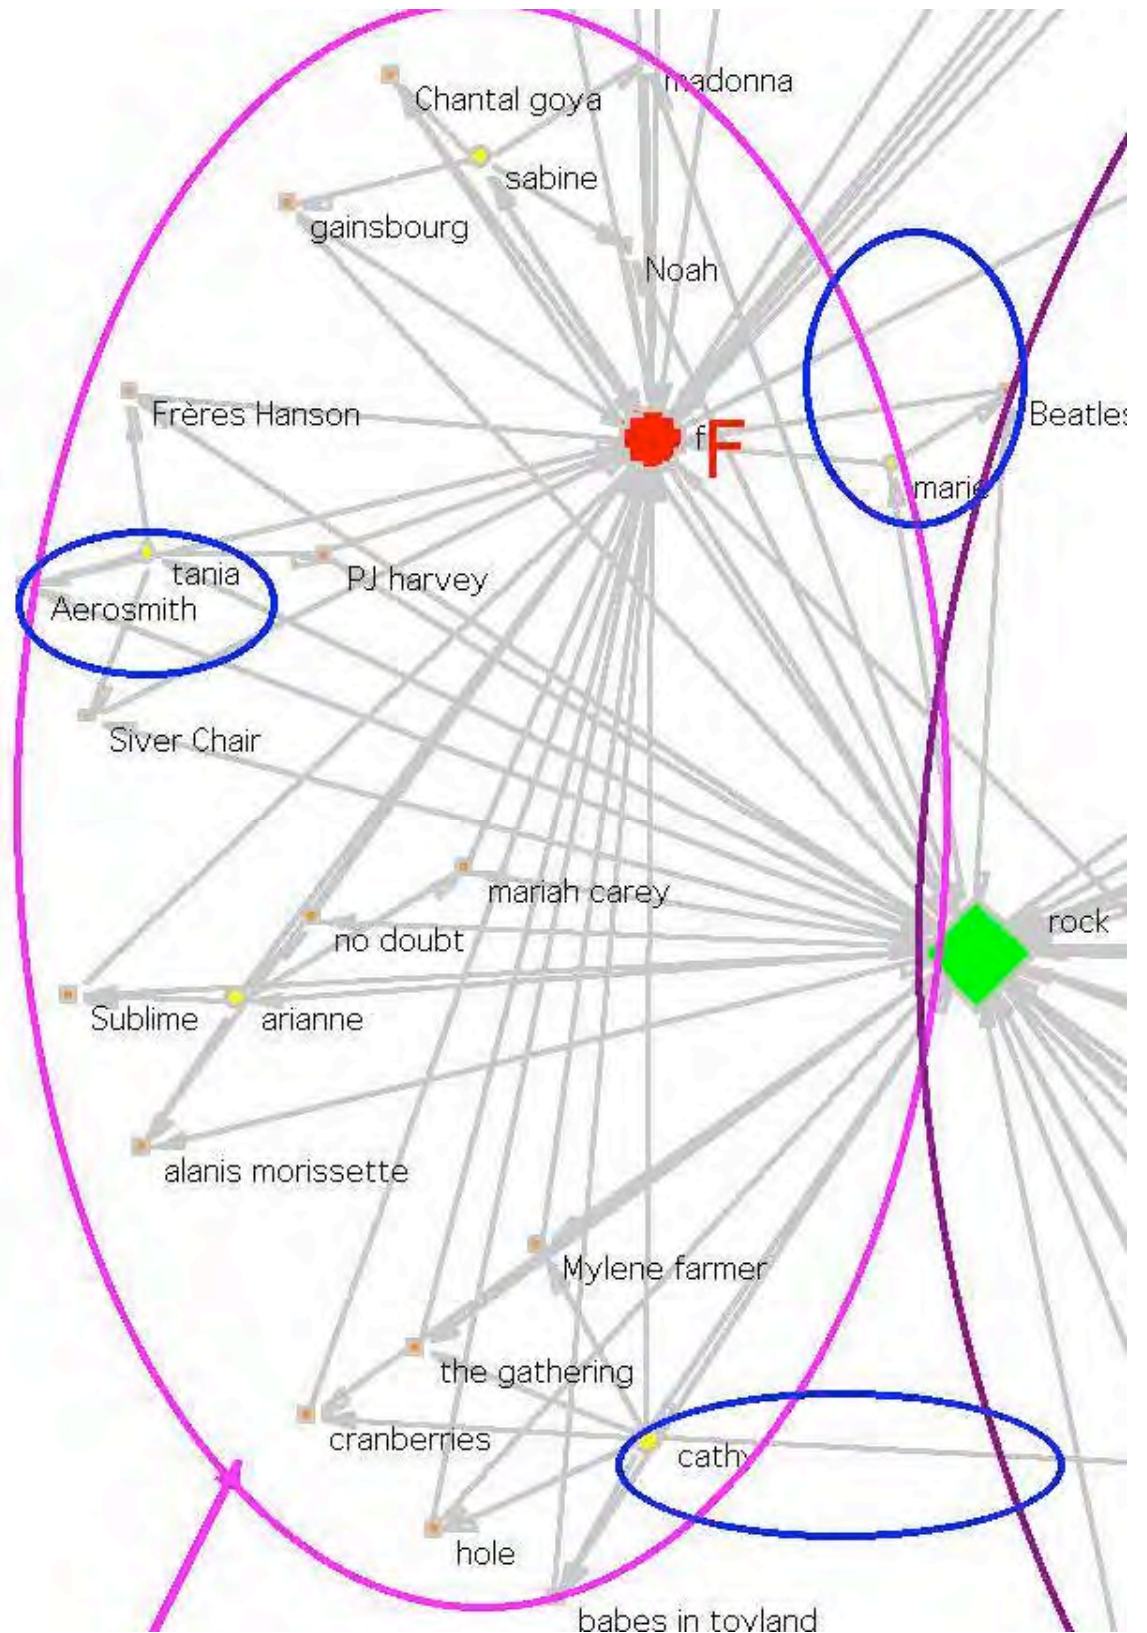 madonna
Chantal goya
sabine
gainsbourg
Noah
Frères Hanson
f
F
Beatles
marie
tania
PJ harvey
Aerosmith
Siver Chair
mariah carey
rock
no doubt
Sublime
arianne
alanis morissette
Mylene farmer
the gathering
cranberries
cathy
hole
babes in toyland